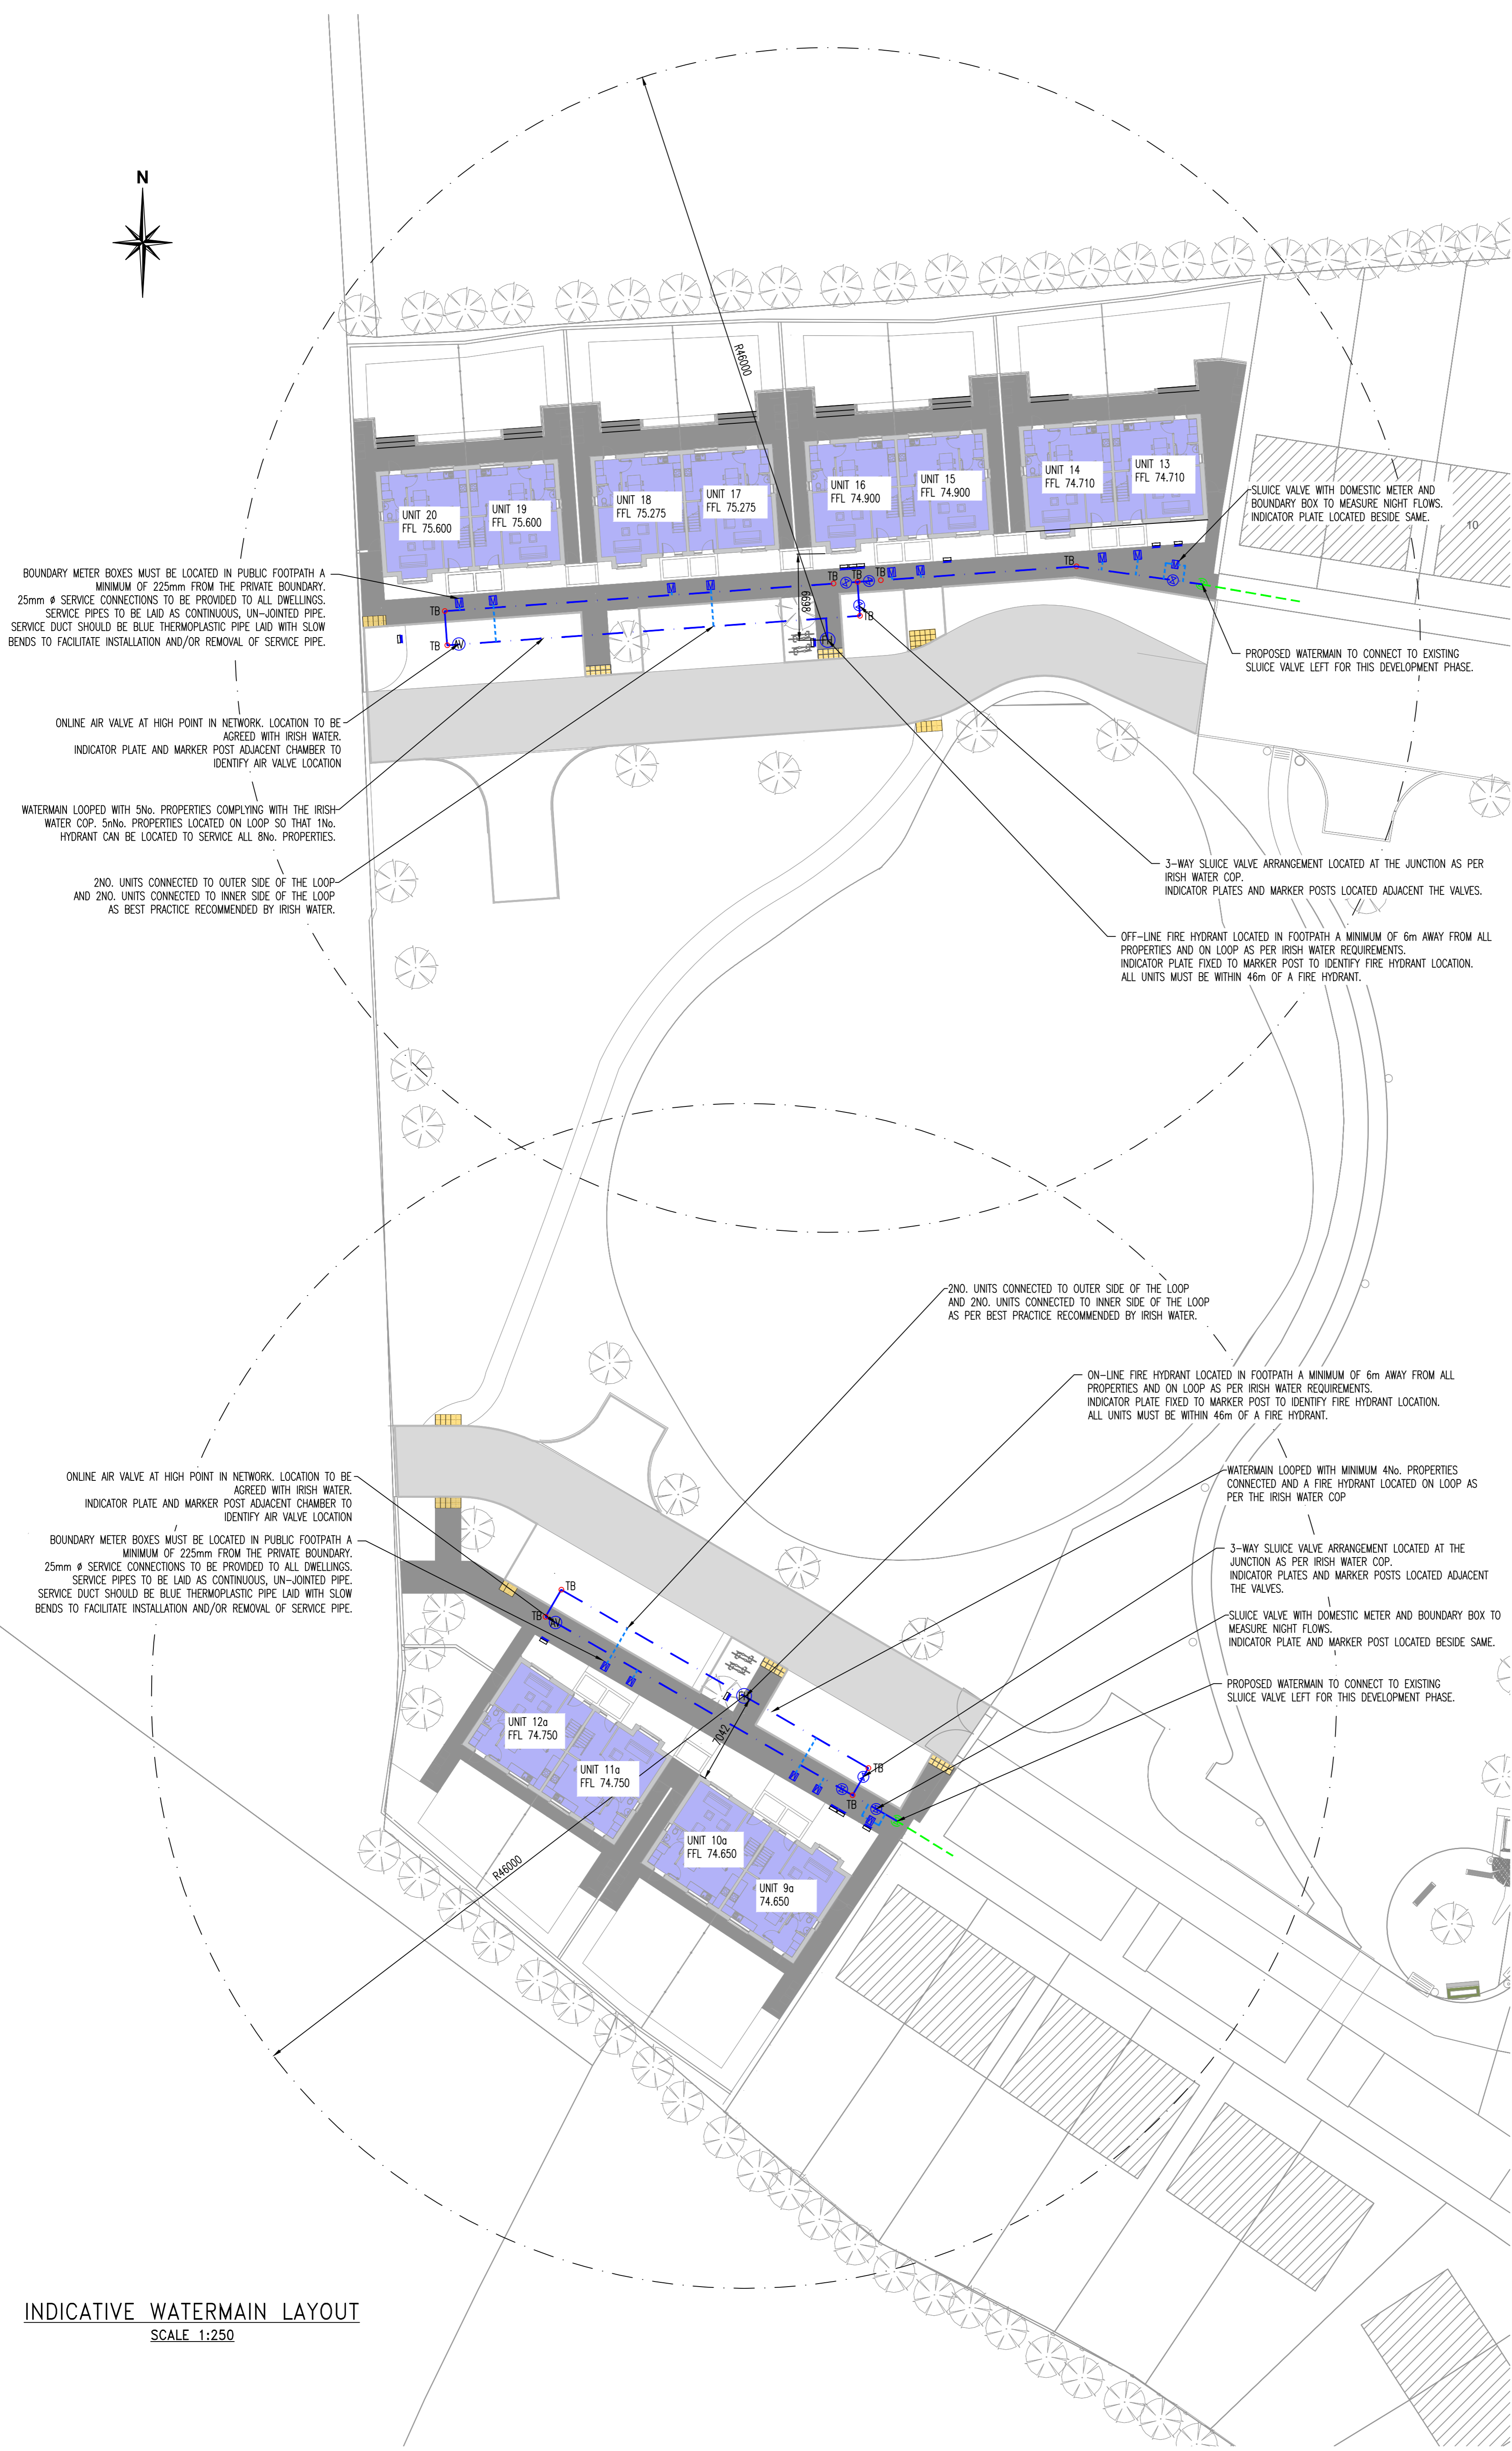 N
R46000
UNIT 20
FFL 75.600
UNIT 19
FFL 75.600
UNIT 18
FFL 75.275
UNIT 17
FFL 75.275
UNIT 16
FFL 74.900
UNIT 15
FFL 74.900
UNIT 14
FFL 74.710
UNIT 13
FFL 74.710
10
SLUICE VALVE WITH DOMESTIC METER AND
BOUNDARY BOX TO MEASURE NIGHT FLOWS.
INDICATOR PLATE LOCATED BESIDE SAME.
BOUNDARY METER BOXES MUST BE LOCATED IN PUBLIC FOOTPATH A
MINIMUM OF 225mm FROM THE PRIVATE BOUNDARY.
25mm ø SERVICE CONNECTIONS TO BE PROVIDED TO ALL DWELLINGS.
SERVICE PIPES TO BE LAID AS CONTINUOUS, UN-JOINTED PIPE.
SERVICE DUCT SHOULD BE BLUE THERMOPLASTIC PIPE LAID WITH SLOW
BENDS TO FACILITATE INSTALLATION AND/OR REMOVAL OF SERVICE PIPE.
TB
TB
AV
M
M
M
M
TB
TB
TB
M
M
TB
M
M
M
TB
FH
8699
PROPOSED WATERMAIN TO CONNECT TO EXISTING
SLUICE VALVE LEFT FOR THIS DEVELOPMENT PHASE.
ONLINE AIR VALVE AT HIGH POINT IN NETWORK. LOCATION TO BE
AGREED WITH IRISH WATER.
INDICATOR PLATE AND MARKER POST ADJACENT CHAMBER TO
IDENTIFY AIR VALVE LOCATION
WATERMAIN LOOPED WITH 5No. PROPERTIES COMPLYING WITH THE IRISH
WATER COP. 5nNo. PROPERTIES LOCATED ON LOOP SO THAT 1No.
HYDRANT CAN BE LOCATED TO SERVICE ALL 8No. PROPERTIES.
2NO. UNITS CONNECTED TO OUTER SIDE OF THE LOOP
AND 2NO. UNITS CONNECTED TO INNER SIDE OF THE LOOP
AS BEST PRACTICE RECOMMENDED BY IRISH WATER.
3-WAY SLUICE VALVE ARRANGEMENT LOCATED AT THE JUNCTION AS PER
IRISH WATER COP.
INDICATOR PLATES AND MARKER POSTS LOCATED ADJACENT THE VALVES.
OFF-LINE FIRE HYDRANT LOCATED IN FOOTPATH A MINIMUM OF 6m AWAY FROM ALL
PROPERTIES AND ON LOOP AS PER IRISH WATER REQUIREMENTS.
INDICATOR PLATE FIXED TO MARKER POST TO IDENTIFY FIRE HYDRANT LOCATION.
ALL UNITS MUST BE WITHIN 46m OF A FIRE HYDRANT.
2NO. UNITS CONNECTED TO OUTER SIDE OF THE LOOP
AND 2NO. UNITS CONNECTED TO INNER SIDE OF THE LOOP
AS PER BEST PRACTICE RECOMMENDED BY IRISH WATER.
ON-LINE FIRE HYDRANT LOCATED IN FOOTPATH A MINIMUM OF 6m AWAY FROM ALL
PROPERTIES AND ON LOOP AS PER IRISH WATER REQUIREMENTS.
INDICATOR PLATE FIXED TO MARKER POST TO IDENTIFY FIRE HYDRANT LOCATION.
ALL UNITS MUST BE WITHIN 46m OF A FIRE HYDRANT.
WATERMAIN LOOPED WITH MINIMUM 4No. PROPERTIES
CONNECTED AND A FIRE HYDRANT LOCATED ON LOOP AS
PER THE IRISH WATER COP
ONLINE AIR VALVE AT HIGH POINT IN NETWORK. LOCATION TO BE
AGREED WITH IRISH WATER.
INDICATOR PLATE AND MARKER POST ADJACENT CHAMBER TO
IDENTIFY AIR VALVE LOCATION
BOUNDARY METER BOXES MUST BE LOCATED IN PUBLIC FOOTPATH A
MINIMUM OF 225mm FROM THE PRIVATE BOUNDARY.
25mm ø SERVICE CONNECTIONS TO BE PROVIDED TO ALL DWELLINGS.
SERVICE PIPES TO BE LAID AS CONTINUOUS, UN-JOINTED PIPE.
SERVICE DUCT SHOULD BE BLUE THERMOPLASTIC PIPE LAID WITH SLOW
BENDS TO FACILITATE INSTALLATION AND/OR REMOVAL OF SERVICE PIPE.
3-WAY SLUICE VALVE ARRANGEMENT LOCATED AT THE
JUNCTION AS PER IRISH WATER COP.
INDICATOR PLATES AND MARKER POSTS LOCATED ADJACENT
THE VALVES.
SLUICE VALVE WITH DOMESTIC METER AND BOUNDARY BOX TO
MEASURE NIGHT FLOWS.
INDICATOR PLATE AND MARKER POST LOCATED BESIDE SAME.
PROPOSED WATERMAIN TO CONNECT TO EXISTING
SLUICE VALVE LEFT FOR THIS DEVELOPMENT PHASE.
TB
TB
AV
M
M
FH
7042
TB
M
M
TB
M
UNIT 12a
FFL 74.750
UNIT 11a
FFL 74.750
UNIT 10a
FFL 74.650
UNIT 9a
74.650
R46000
INDICATIVE WATERMAIN LAYOUT
SCALE 1:250